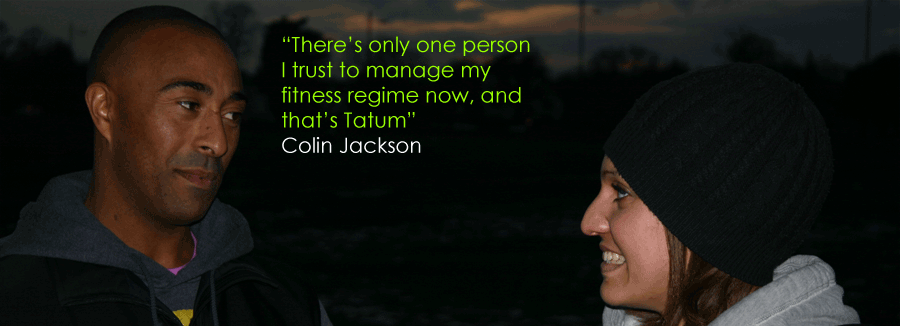 “There’s only one person
I trust to manage my
fitness regime now, and
that’s Tatum”
Colin Jackson